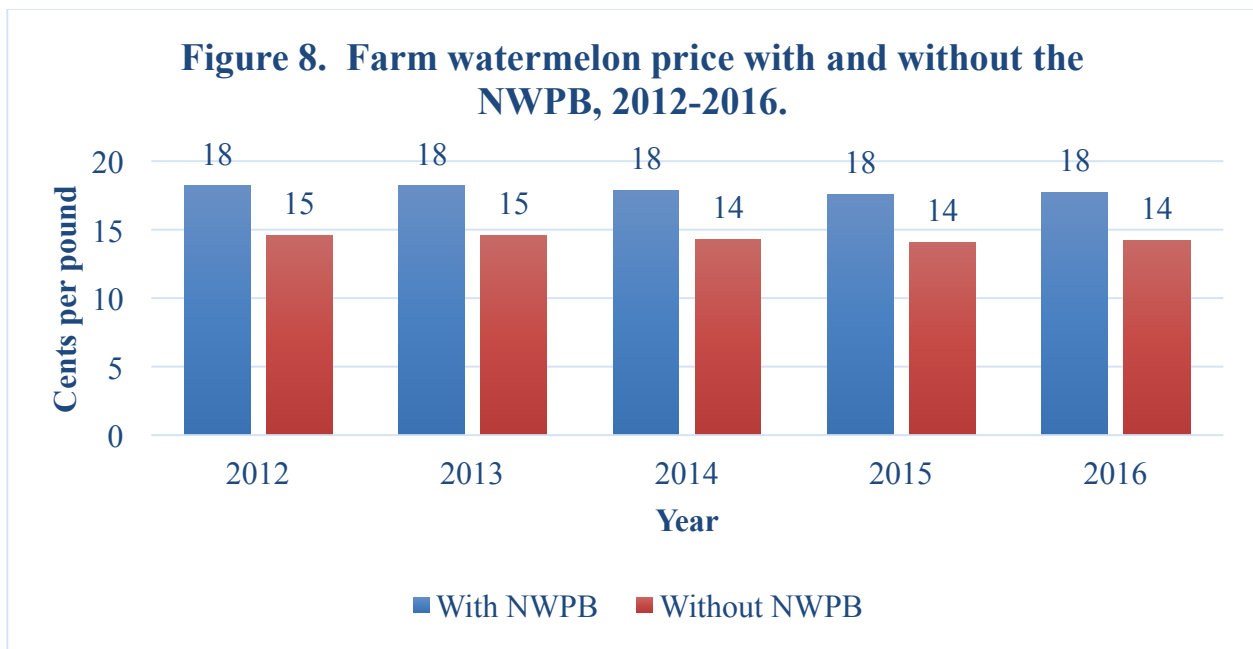 Figure 8.  Farm watermelon price with and without the
NWPB, 2012-2016.
Cents per pound
20
15
10
5
0
18 15 18 15 18 14 18 14 18 14
2012 2013 2014 2015 2016
Year
With NWPB Without NWPB